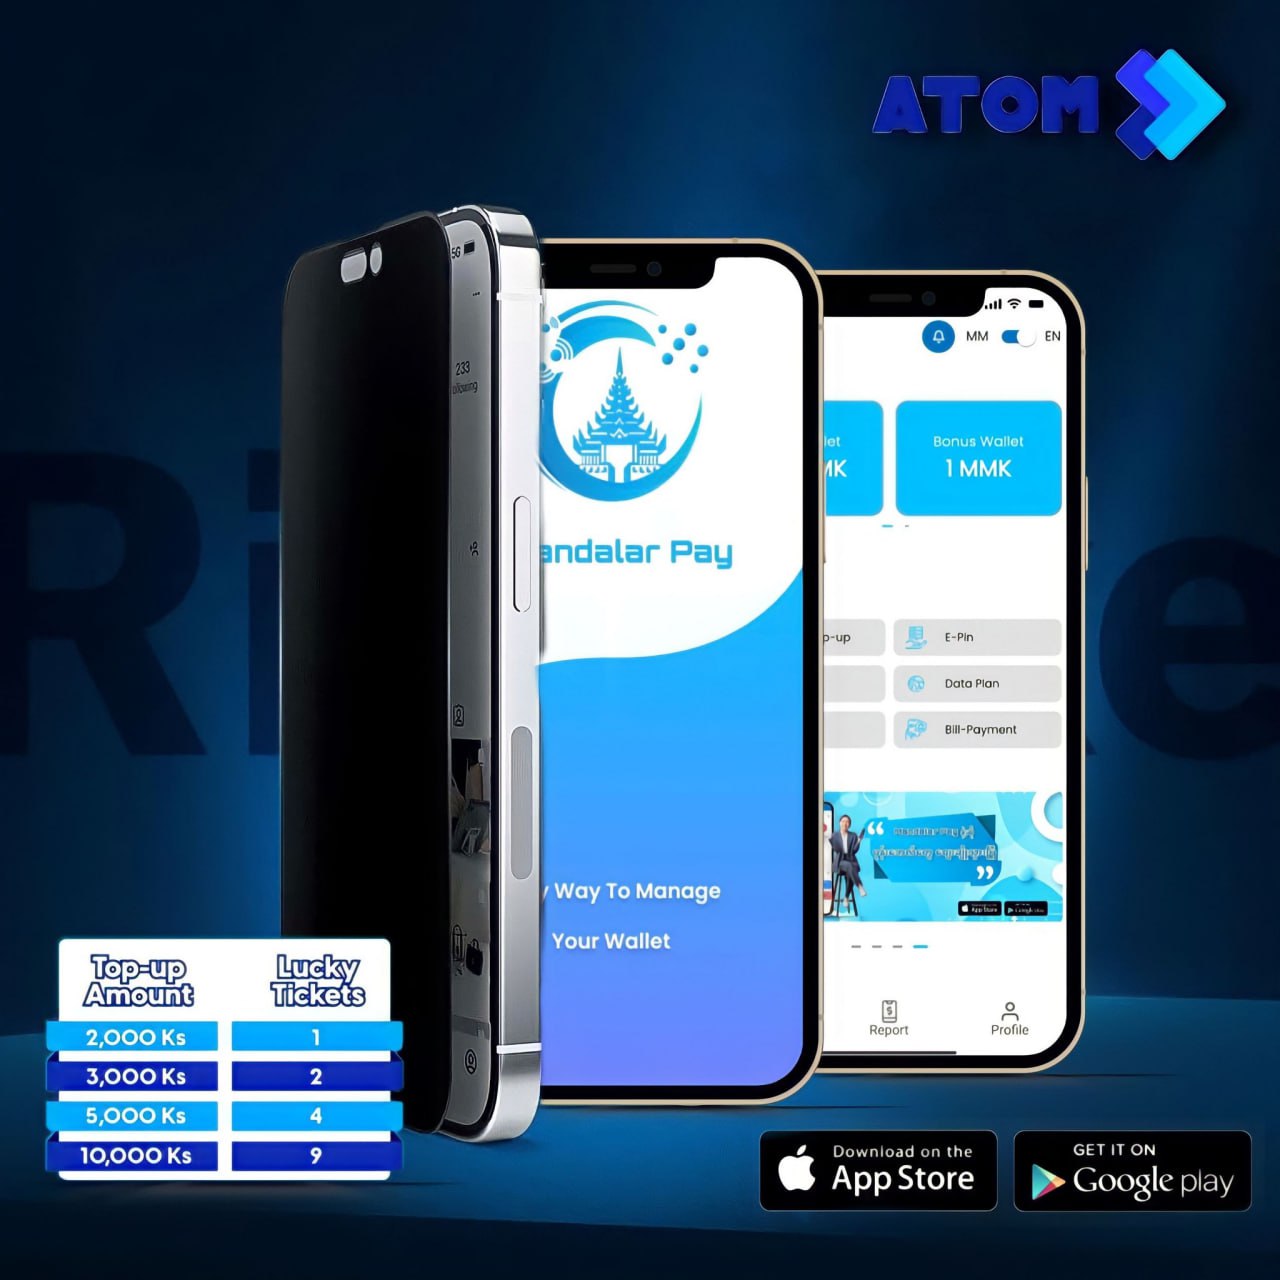 ATOM
5G
233
MM
EN
Bonus Wallet
1 MMK
andalar Pay
E-Pin
Data Plan
Bill-Payment
Way To Manage
Your Wallet
Report
Profile
Top-up Amount
Lucky Tickets
2,000 Ks 1
3,000 Ks 2
5,000 Ks 4
10,000 Ks 9
Download on the
App Store
GET IT ON
Google play